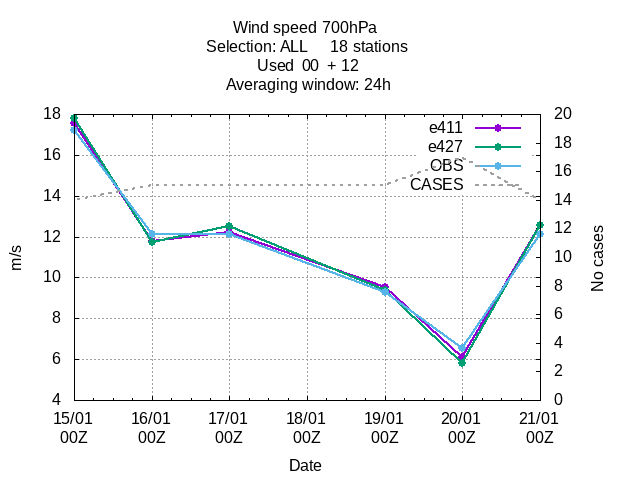 Wind speed 700hPa
Selection: ALL     18 stations
Used  00  + 12
Averaging window: 24h
18
16
14
12
10
8
6
4
m/s
20
18
16
14
12
10
8
6
4
2
0
No cases
e411
e427
OBS
CASES
15/01 16/01 17/01 18/01 19/01 20/01 21/01
00Z 00Z 00Z 00Z 00Z 00Z 00Z
Date